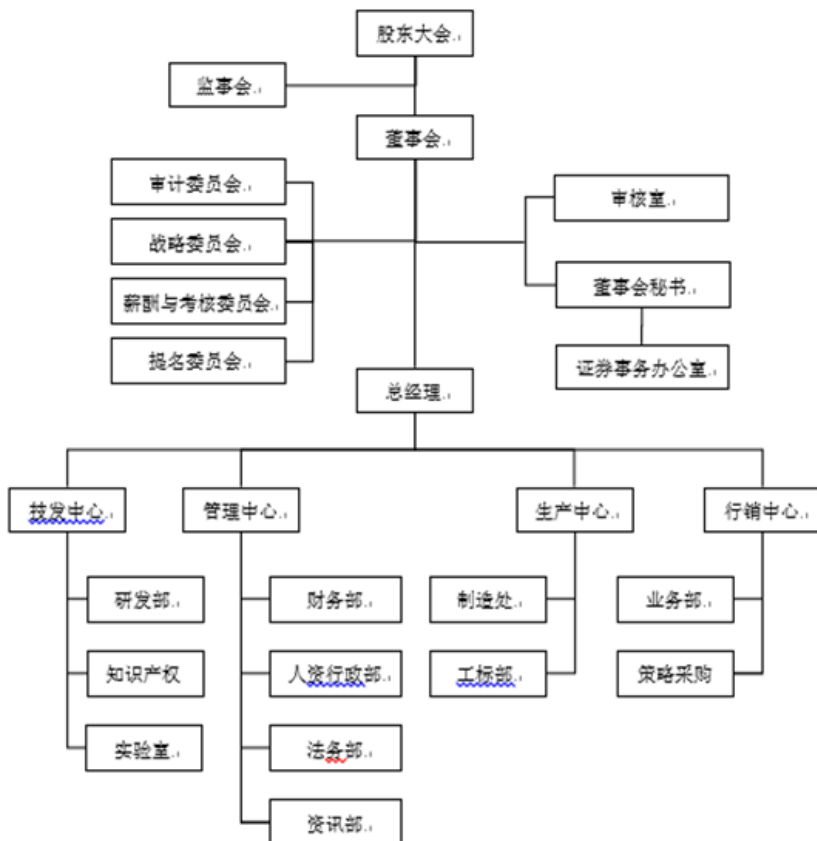 股东大会
监事会
董事会
审计委员会
审核室
战略委员会
薪酬与考核委员会
董事会秘书
提名委员会
证券事务办公室
总经理
技发中心
管理中心
生产中心
行销中心
研发部
财务部
制造处
业务部
知识产权
人资行政部
工标部
策略采购
实验室
法务部
资讯部